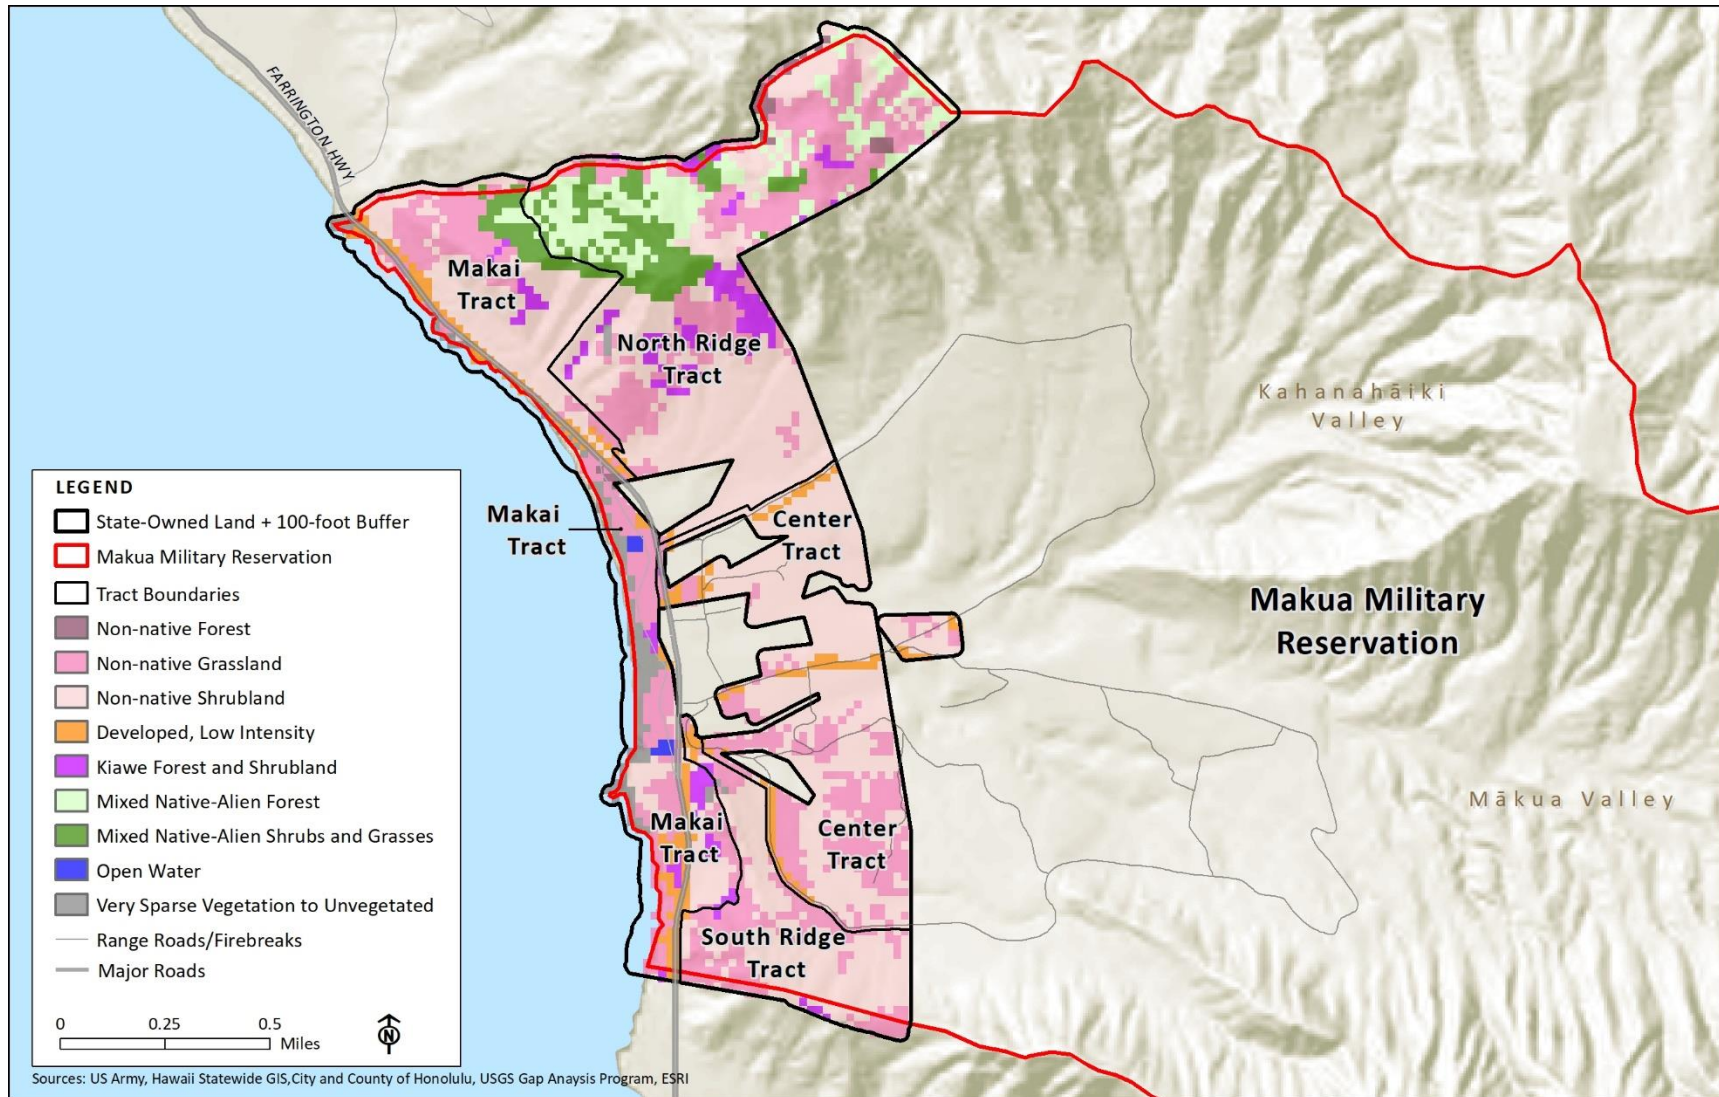 FARRINGTON HWY
Makai
Tract
North Ridge
Tract
Kahanahāiki
Valley
Makai
Tract
Center
Tract
Makua Military
Reservation
Mākua Valley
Makai
Tract
Center
Tract
South Ridge
Tract
LEGEND
State-Owned Land + 100-foot Buffer
Makua Military Reservation
Tract Boundaries
Non-native Forest
Non-native Grassland
Non-native Shrubland
Developed, Low Intensity
Kiawe Forest and Shrubland
Mixed Native-Alien Forest
Mixed Native-Alien Shrubs and Grasses
Open Water
Very Sparse Vegetation to Unvegetated
Range Roads/Firebreaks
Major Roads
0 0.25 0.5
Miles
N
Sources: US Army, Hawaii Statewide GIS,City and County of Honolulu, USGS Gap Anaysis Program, ESRI